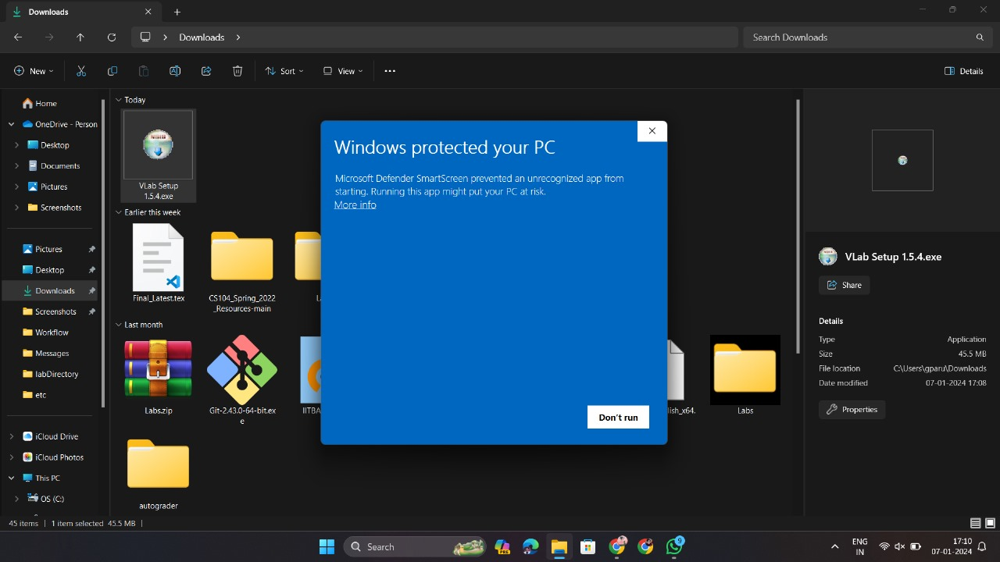 Downloads
Downloads
Search Downloads
New
Sort
View
Details
Home
OneDrive - Person
Desktop
Documents
Pictures
Screenshots
Pictures
Desktop
Downloads
Screenshots
Workflow
Messages
labDirectory
etc
iCloud Drive
iCloud Photos
This PC
OS (C:)
Today
VLab Setup
1.5.4.exe
Earlier this week
Final_Latest.tex
CS104_Spring_2022
_Resources-main
Last month
Labs.zip
Git-2.43.0-64-bit.ex
e
IITBA
lish_x64.
Labs
autograder
Windows protected your PC
Microsoft Defender SmartScreen prevented an unrecognized app from
starting. Running this app might put your PC at risk.
More info
Don't run
VLab Setup 1.5.4.exe
Share
Details
Type Application
Size 45.5 MB
File location C:\Users\gparu\Downloads
Date modified 07-01-2024 17:08
Properties
45 items
1 item selected 45.5 MB
Search
PRE
9
ENG
IN
17:10
07-01-2024